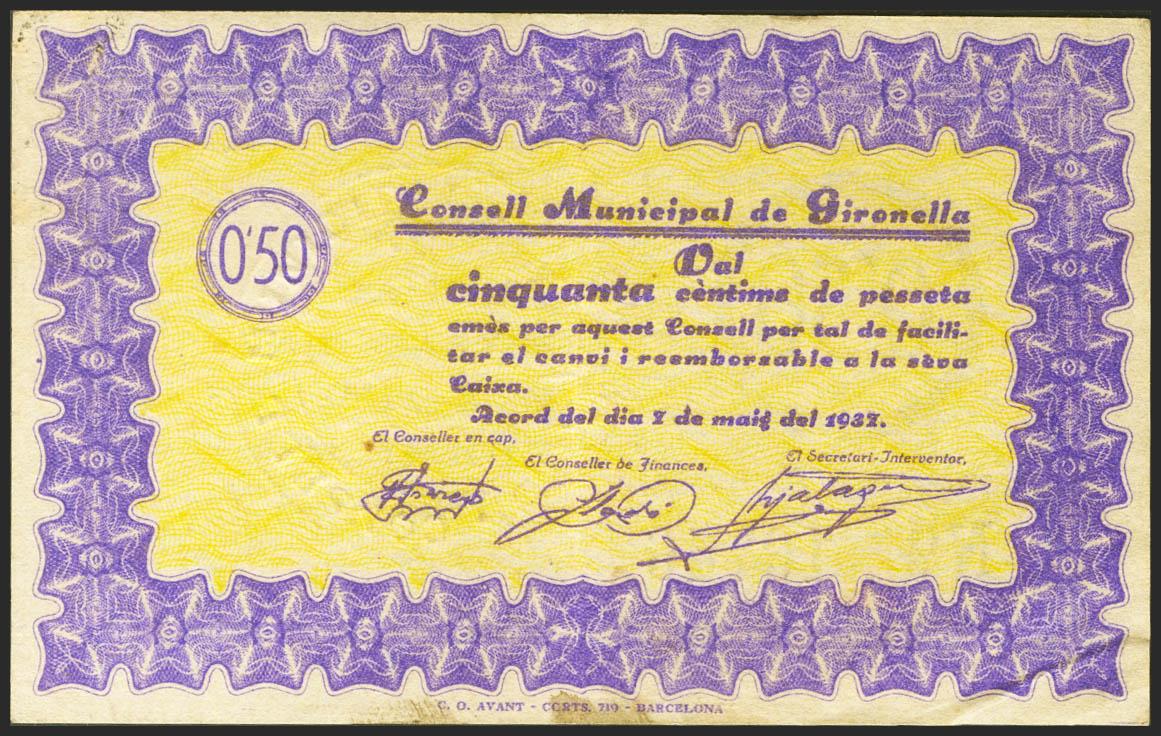 0'50
Consell Municipal de Gironella
Val
cinquanta cèntims de pesseta
emès per aquest Consell per tal de facili-
tar el canvi i reemborsable a la sèva
Caixa.
Acord del dia 7 de maig del 1937.
El Conseller en cap,
El Conseller de Finances,
El Secretari-Interventor,
C. O. AVANT - CORTS, 719 - BARCELONA